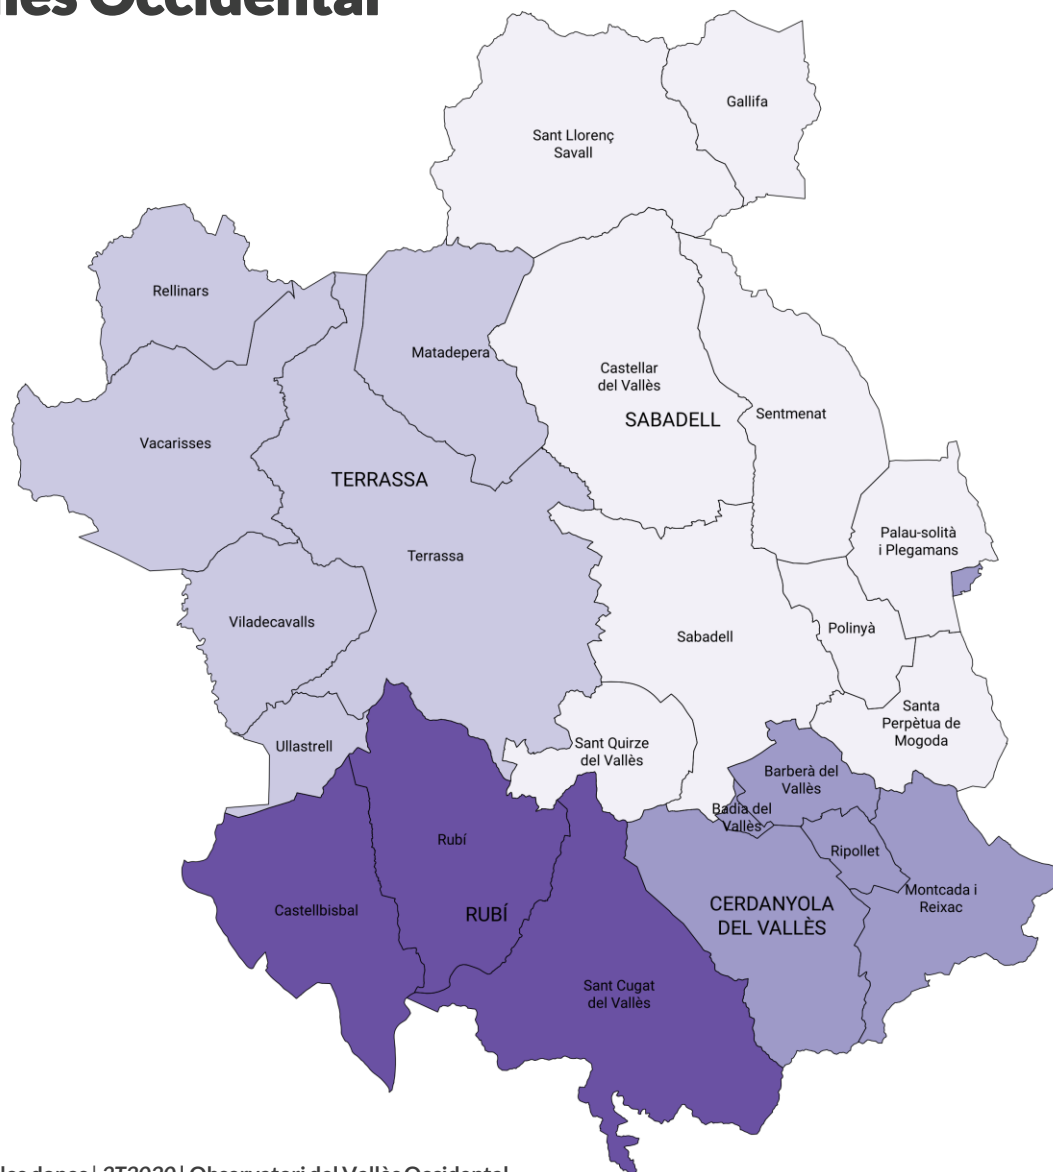 Occidental
Gallifa
Sant Llorenç
Savall
Rellinars
Matadepera
Castellar
del Vallès
SABADELL
Sentmenat
Vacarisses
TERRASSA
Palau-solità
i Plegamans
Terrassa
Viladecavalls
Polinyà
Sabadell
Santa
Perpètua de
Mogoda
Ullastrell
Sant Quirze
del Vallès
Barberà del
Vallès
Badia del
Vallès
Rubí
Ripollet
Montcada i
Reixac
CERDANYOLA
DEL VALLÈS
Castellbisbal
RUBÍ
Sant Cugat
del Vallès